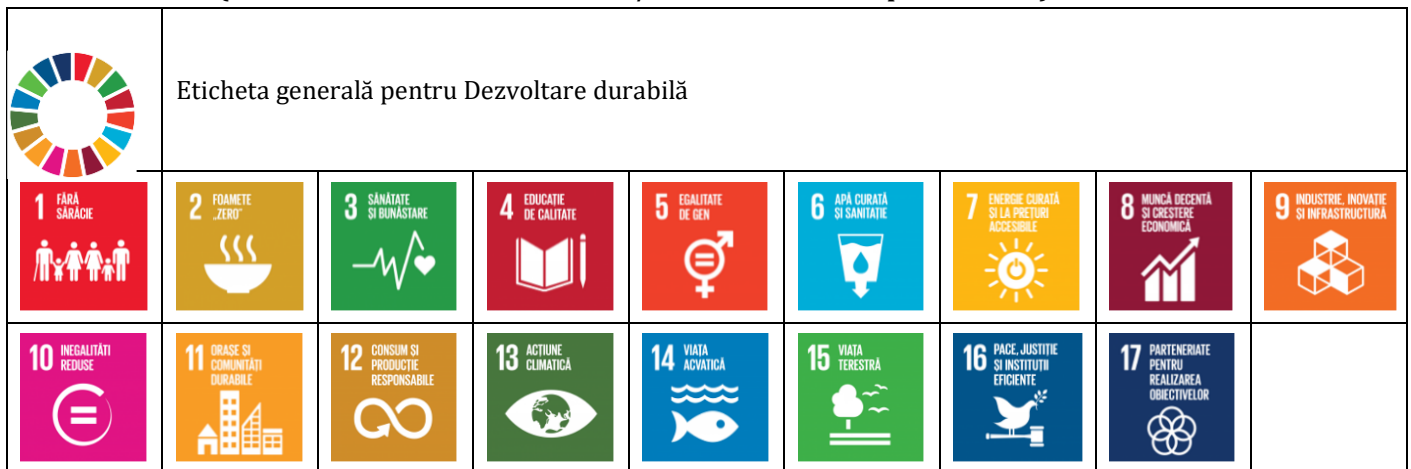 Eticheta generală pentru Dezvoltare durabilă
1 FĂRĂ
SĂRĂCIE
2 FOAMETE
„ZERO”
3 SĂNĂTATE
ȘI BUNĂSTARE
4 EDUCAȚIE
DE CALITATE
5 EGALITATE
DE GEN
6 APĂ CURATĂ
ȘI SANITAȚIE
7 ENERGIE CURATĂ
ȘI LA PREȚURI
ACCESIBILE
8 MUNCĂ DECENTĂ
ȘI CREȘTERE
ECONOMICĂ
9 INDUSTRIE, INOVAȚIE
ȘI INFRASTRUCTURĂ
10 INEGALITĂȚI
REDUSE
11 ORAȘE ȘI
COMUNITĂȚI
DURABILE
12 CONSUM ȘI
PRODUCȚIE
RESPONSABILE
13 ACȚIUNE
CLIMATICĂ
14 VIAȚA
ACVATICĂ
15 VIAȚA
TERESTRĂ
16 PACE, JUSTIȚIE
ȘI INSTITUȚII
EFICIENTE
17 PARTENERIATE
PENTRU
REALIZAREA
OBIECTIVELOR